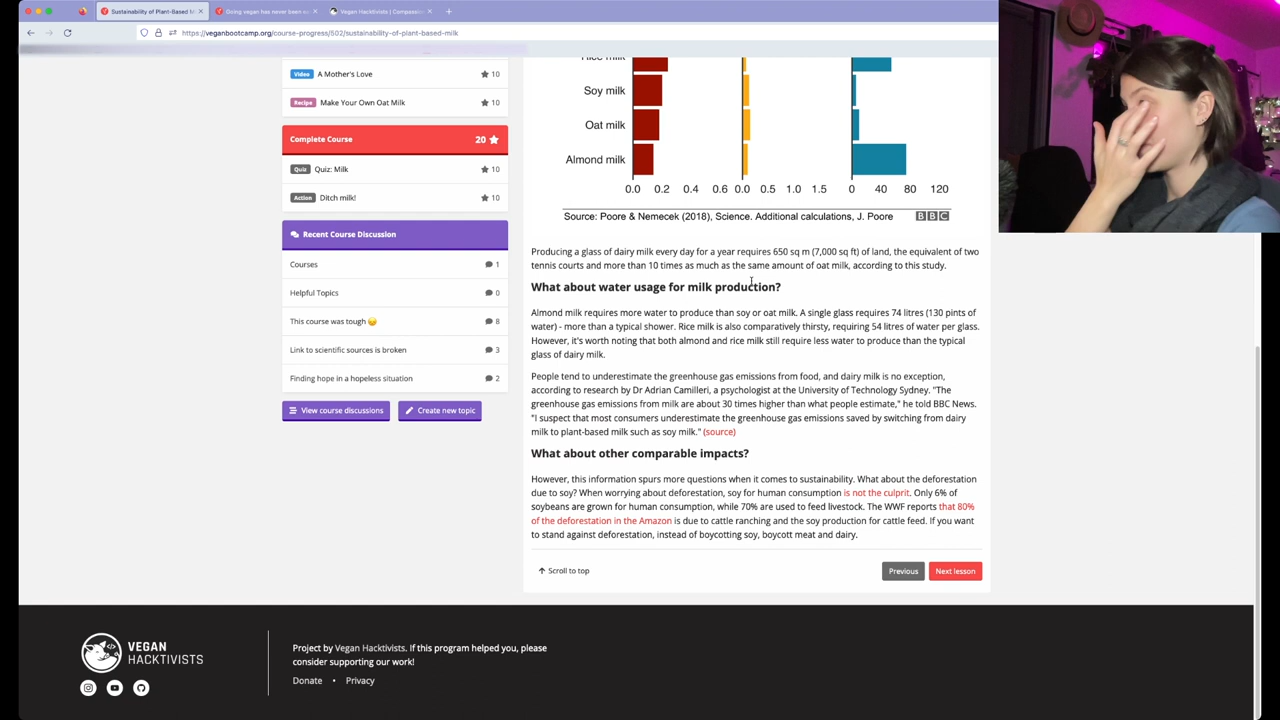 Sustainability of Plant-Based M
Going vegan has never been e
Vegan Hacktivists | Compassion
https://veganbootcamp.org/course-progress/502/sustainability-of-plant-based-milk
Video A Mother's Love 10
Recipe Make Your Own Oat Milk 10
Complete Course 20
Quiz Quiz: Milk 10
Action Ditch milk! 10
Recent Course Discussion
Courses 1
Helpful Topics 0
This course was tough 😔 8
Link to scientific sources is broken 3
Finding hope in a hopeless situation 2
View course discussions
Create new topic
Rice milk
Soy milk
Oat milk
Almond milk
0.0 0.2 0.4 0.6 0.0 0.5 1.0 1.5 0 40 80 120
Source: Poore & Nemecek (2018), Science. Additional calculations, J. Poore BBC
Producing a glass of dairy milk every day for a year requires 650 sq m (7,000 sq ft) of land, the equivalent of two
tennis courts and more than 10 times as much as the same amount of oat milk, according to this study.
What about water usage for milk production?
Almond milk requires more water to produce than soy or oat milk. A single glass requires 74 litres (130 pints of
water) - more than a typical shower. Rice milk is also comparatively thirsty, requiring 54 litres of water per glass.
However, it's worth noting that both almond and rice milk still require less water to produce than the typical
glass of dairy milk.
People tend to underestimate the greenhouse gas emissions from food, and dairy milk is no exception,
according to research by Dr Adrian Camilleri, a psychologist at the University of Technology Sydney. "The
greenhouse gas emissions from milk are about 30 times higher than what people estimate," he told BBC News.
"I suspect that most consumers underestimate the greenhouse gas emissions saved by switching from dairy
milk to plant-based milk such as soy milk." (source)
What about other comparable impacts?
However, this information spurs more questions when it comes to sustainability. What about the deforestation
due to soy? When worrying about deforestation, soy for human consumption is not the culprit. Only 6% of
soybeans are grown for human consumption, while 70% are used to feed livestock. The WWF reports that 80%
of the deforestation in the Amazon is due to cattle ranching and the soy production for cattle feed. If you want
to stand against deforestation, instead of boycotting soy, boycott meat and dairy.
Scroll to top
Previous
Next lesson
VEGAN
HACKTIVISTS
Project by Vegan Hacktivists. If this program helped you, please
consider supporting our work!
Donate • Privacy